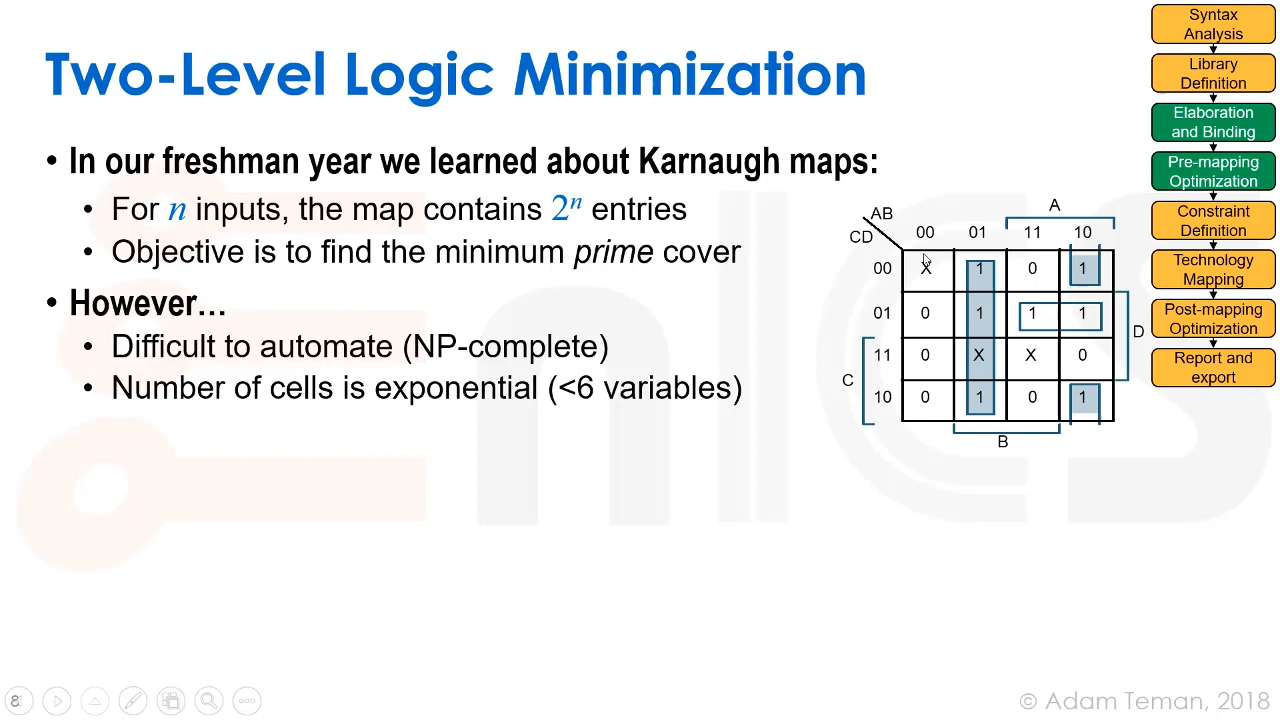 Two-Level Logic Minimization
• In our freshman year we learned about Karnaugh maps:
• For n inputs, the map contains 2ⁿ entries
• Objective is to find the minimum prime cover
• However…
• Difficult to automate (NP-complete)
• Number of cells is exponential (<6 variables)
A
AB
CD
00 01 11 10
00 X 1 0 1
01 0 1 1 1
D
11 0 X X 0
C
10 0 1 0 1
B
Syntax
Analysis
Library
Definition
Elaboration
and Binding
Pre-mapping
Optimization
Constraint
Definition
Technology
Mapping
Post-mapping
Optimization
Report and
export
8
© Adam Teman, 2018